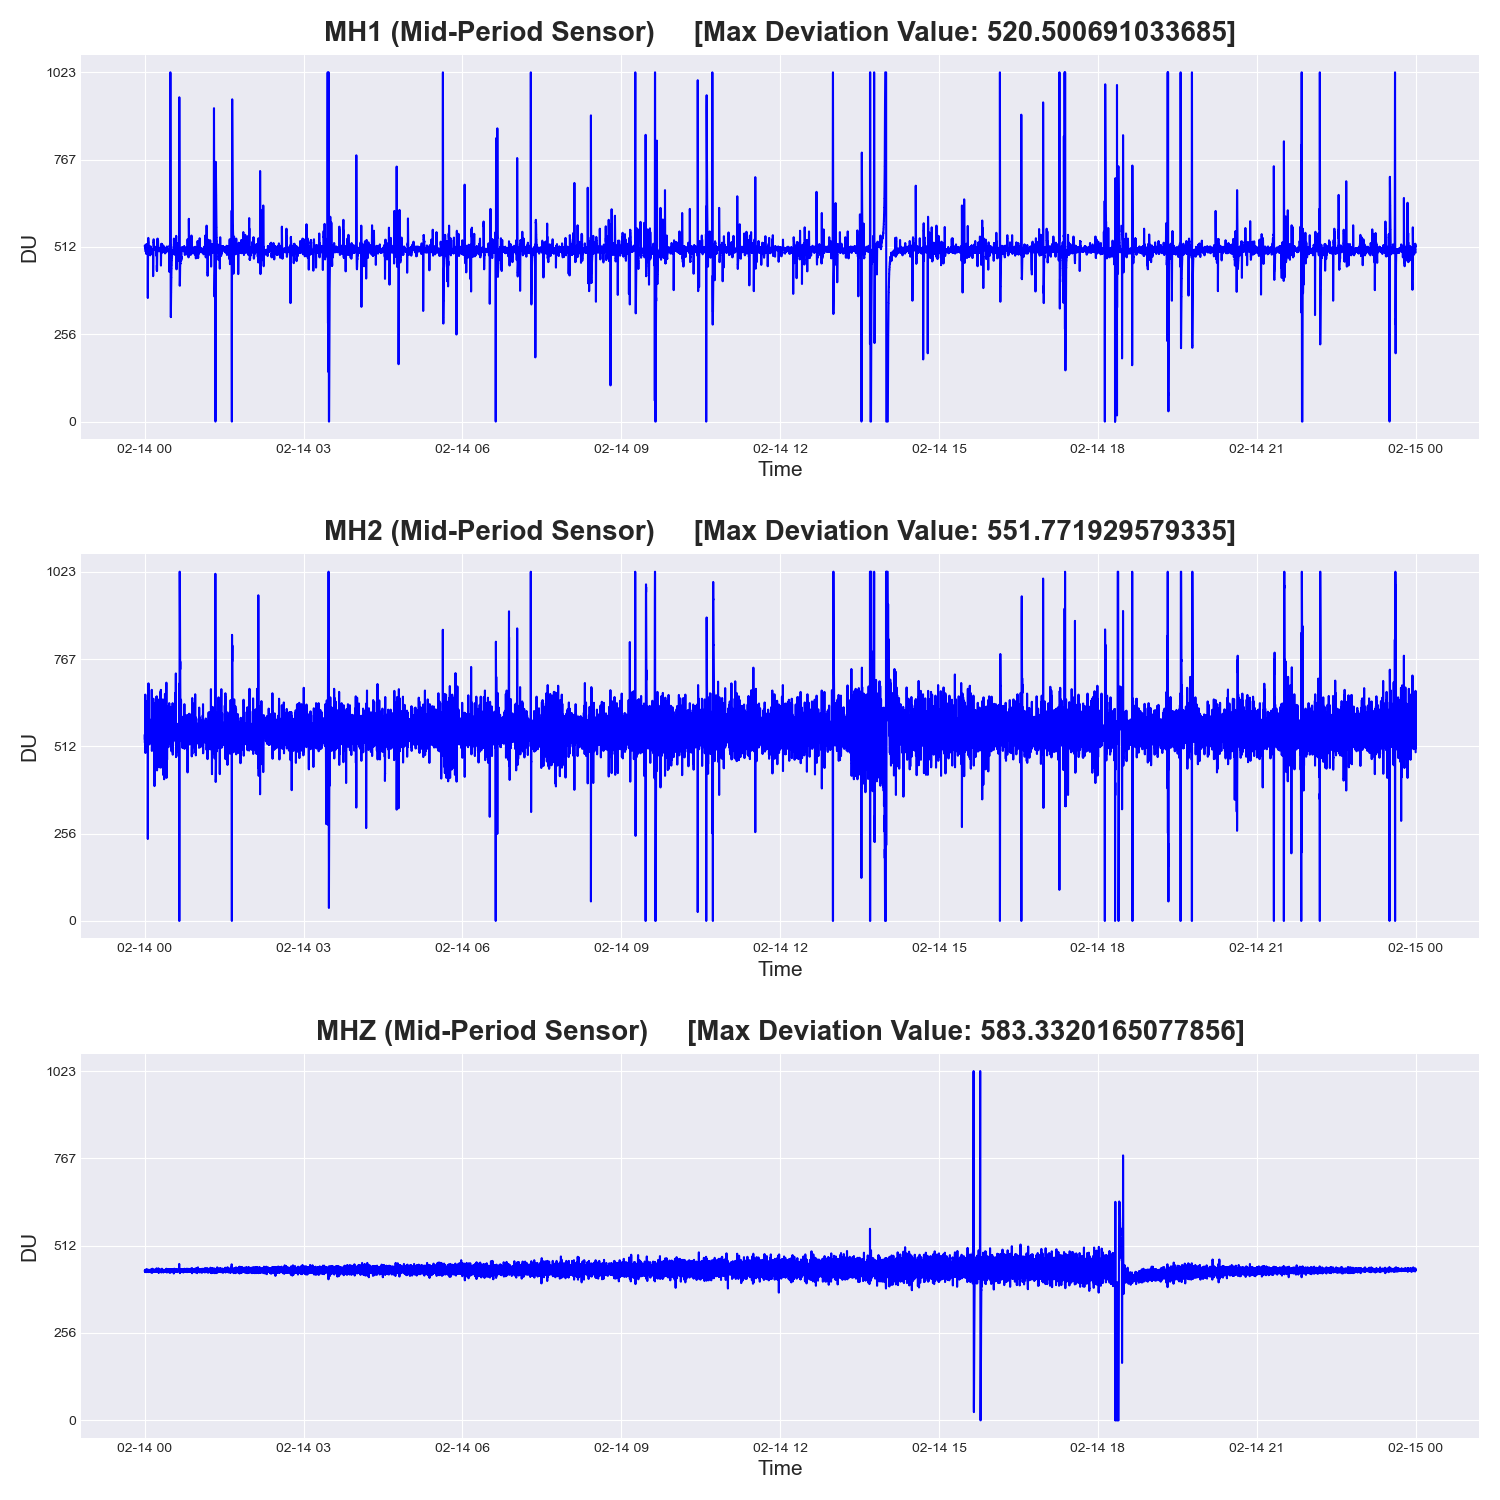 MH1 (Mid-Period Sensor) [Max Deviation Value: 520.500691033685]
1023
767
512
256
0
DU
02-14 00 02-14 03 02-14 06 02-14 09 02-14 12 02-14 15 02-14 18 02-14 21 02-15 00
Time
MH2 (Mid-Period Sensor) [Max Deviation Value: 551.771929579335]
1023
767
512
256
0
DU
02-14 00 02-14 03 02-14 06 02-14 09 02-14 12 02-14 15 02-14 18 02-14 21 02-15 00
Time
MHZ (Mid-Period Sensor) [Max Deviation Value: 583.3320165077856]
1023
767
512
256
0
DU
02-14 00 02-14 03 02-14 06 02-14 09 02-14 12 02-14 15 02-14 18 02-14 21 02-15 00
Time